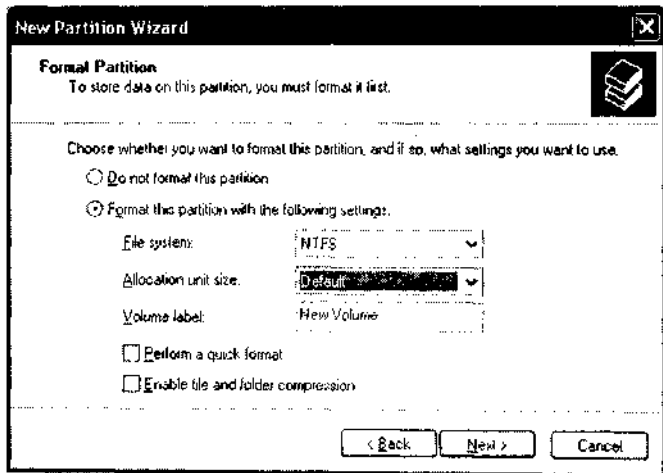 New Partition Wizard
Format Partition
To store data on this partition, you must format it first.
Choose whether you want to format this partition, and if so, what settings you want to use.
Do not format this partition
Format this partition with the following settings:
File system: NTFS
Allocation unit size: Default
Volume label: New Volume
Perform a quick format
Enable file and folder compression
< Back Next > Cancel